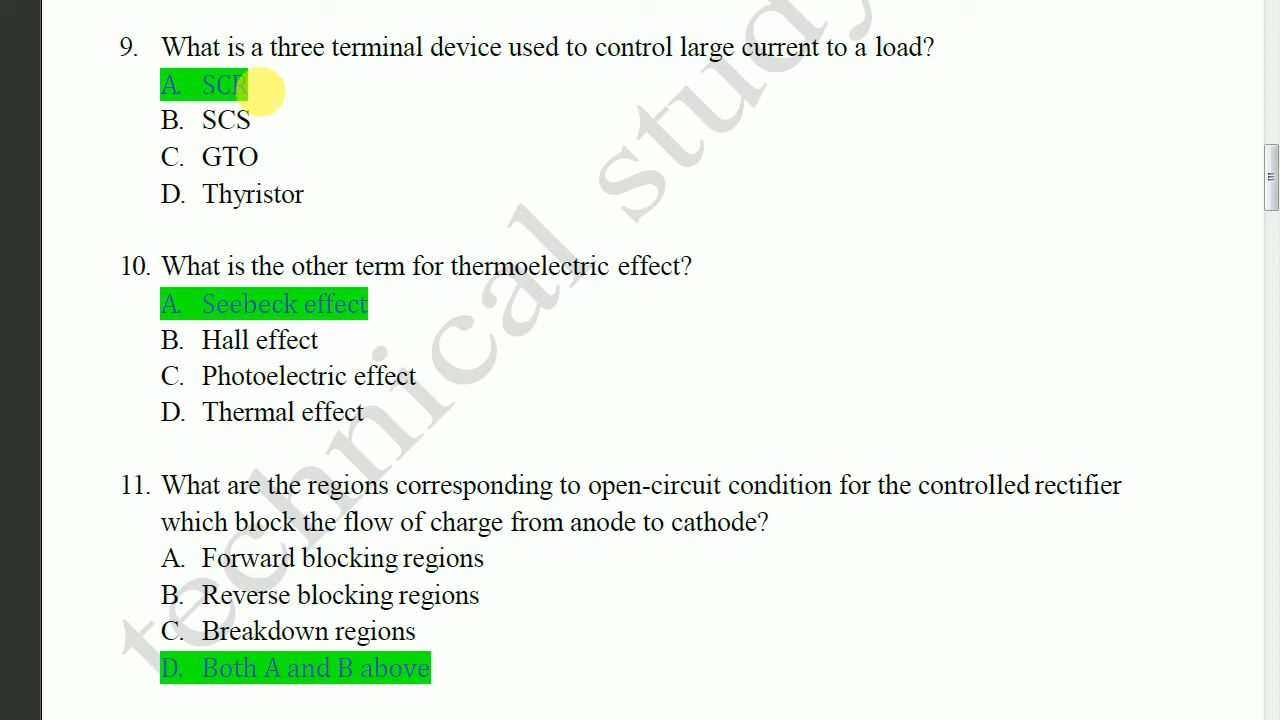 9. What is a three terminal device used to control large current to a load?
A. SCR
B. SCS
C. GTO
D. Thyristor
10. What is the other term for thermoelectric effect?
A. Seebeck effect
B. Hall effect
C. Photoelectric effect
D. Thermal effect
11. What are the regions corresponding to open-circuit condition for the controlled rectifier
which block the flow of charge from anode to cathode?
A. Forward blocking regions
B. Reverse blocking regions
C. Breakdown regions
D. Both A and B above
technical study